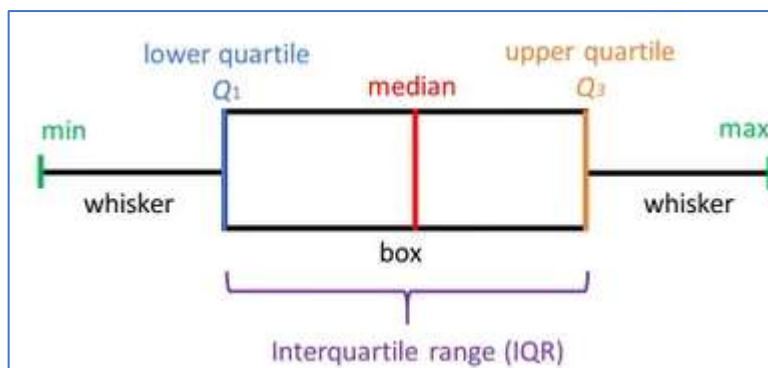 lower quartile
Q1
median
upper quartile
Q3
min
max
whisker
whisker
box
Interquartile range (IQR)